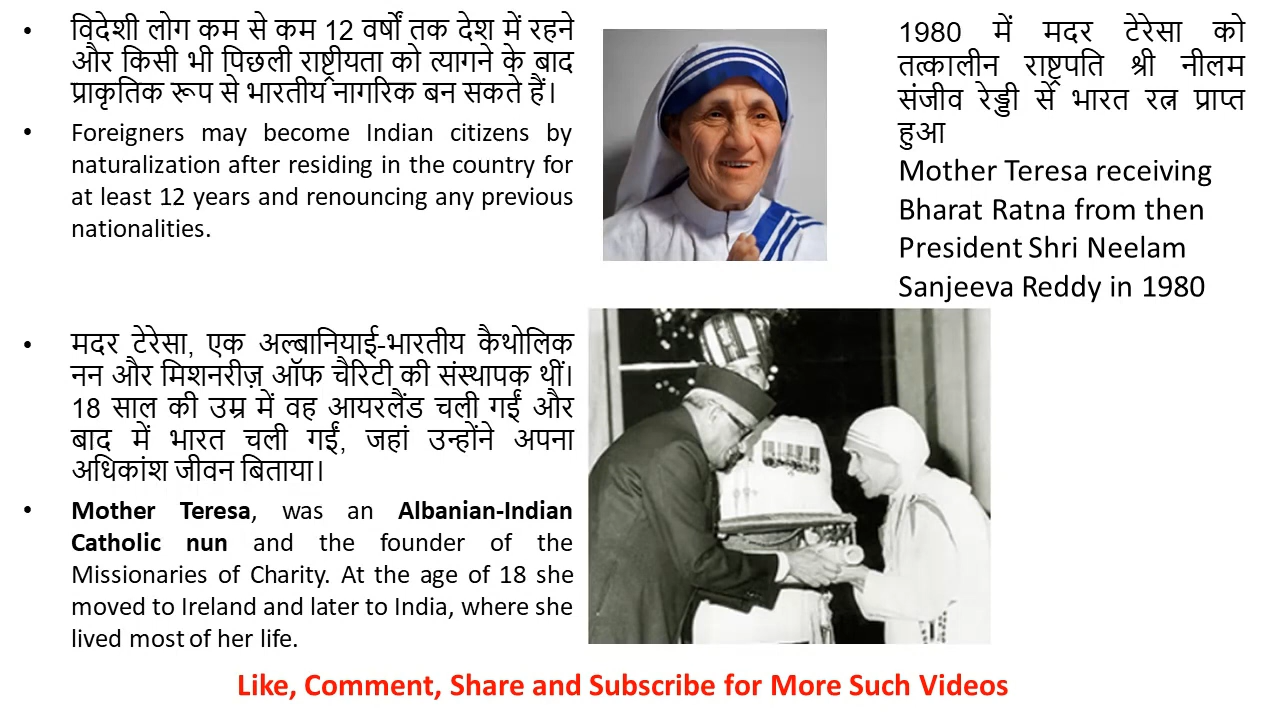 विदेशी लोग कम से कम 12 वर्षों तक देश में रहने
और किसी भी पिछली राष्ट्रीयता को त्यागने के बाद
प्राकृतिक रूप से भारतीय नागरिक बन सकते हैं।
Foreigners may become Indian citizens by
naturalization after residing in the country for
at least 12 years and renouncing any previous
nationalities.
मदर टेरेसा, एक अल्बानियाई-भारतीय कैथोलिक
नन और मिशनरीज़ ऑफ चैरिटी की संस्थापक थीं।
18 साल की उम्र में वह आयरलैंड चली गईं और
बाद में भारत चली गईं, जहां उन्होंने अपना
अधिकांश जीवन बिताया।
Mother Teresa, was an Albanian-Indian
Catholic nun and the founder of the
Missionaries of Charity. At the age of 18 she
moved to Ireland and later to India, where she
lived most of her life.
1980 में मदर टेरेसा को
तत्कालीन राष्ट्रपति श्री नीलम
संजीव रेड्डी से भारत रत्न प्राप्त
हुआ
Mother Teresa receiving
Bharat Ratna from then
President Shri Neelam
Sanjeeva Reddy in 1980
Like, Comment, Share and Subscribe for More Such Videos